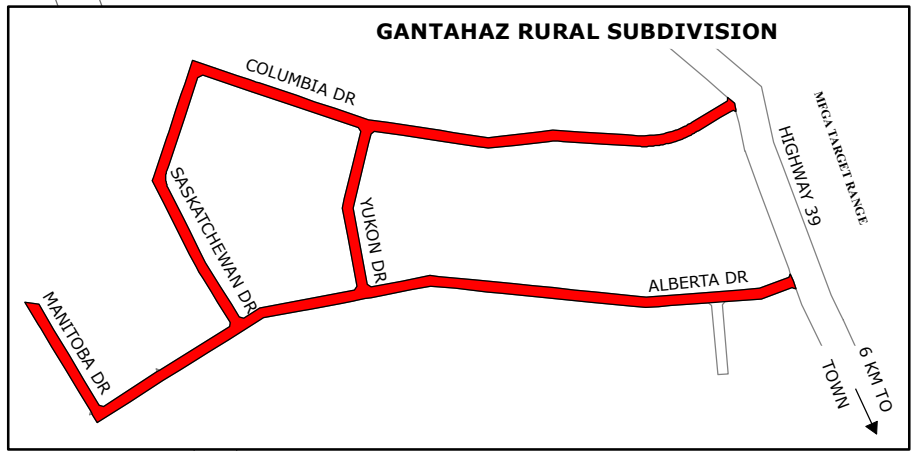 GANTAHAZ RURAL SUBDIVISION
COLUMBIA DR
MFGA TARGET RANGE
HIGHWAY 39
SASKATCHEWAN DR
YUKON DR
ALBERTA DR
MANITOBA DR
6 KM TO
TOWN